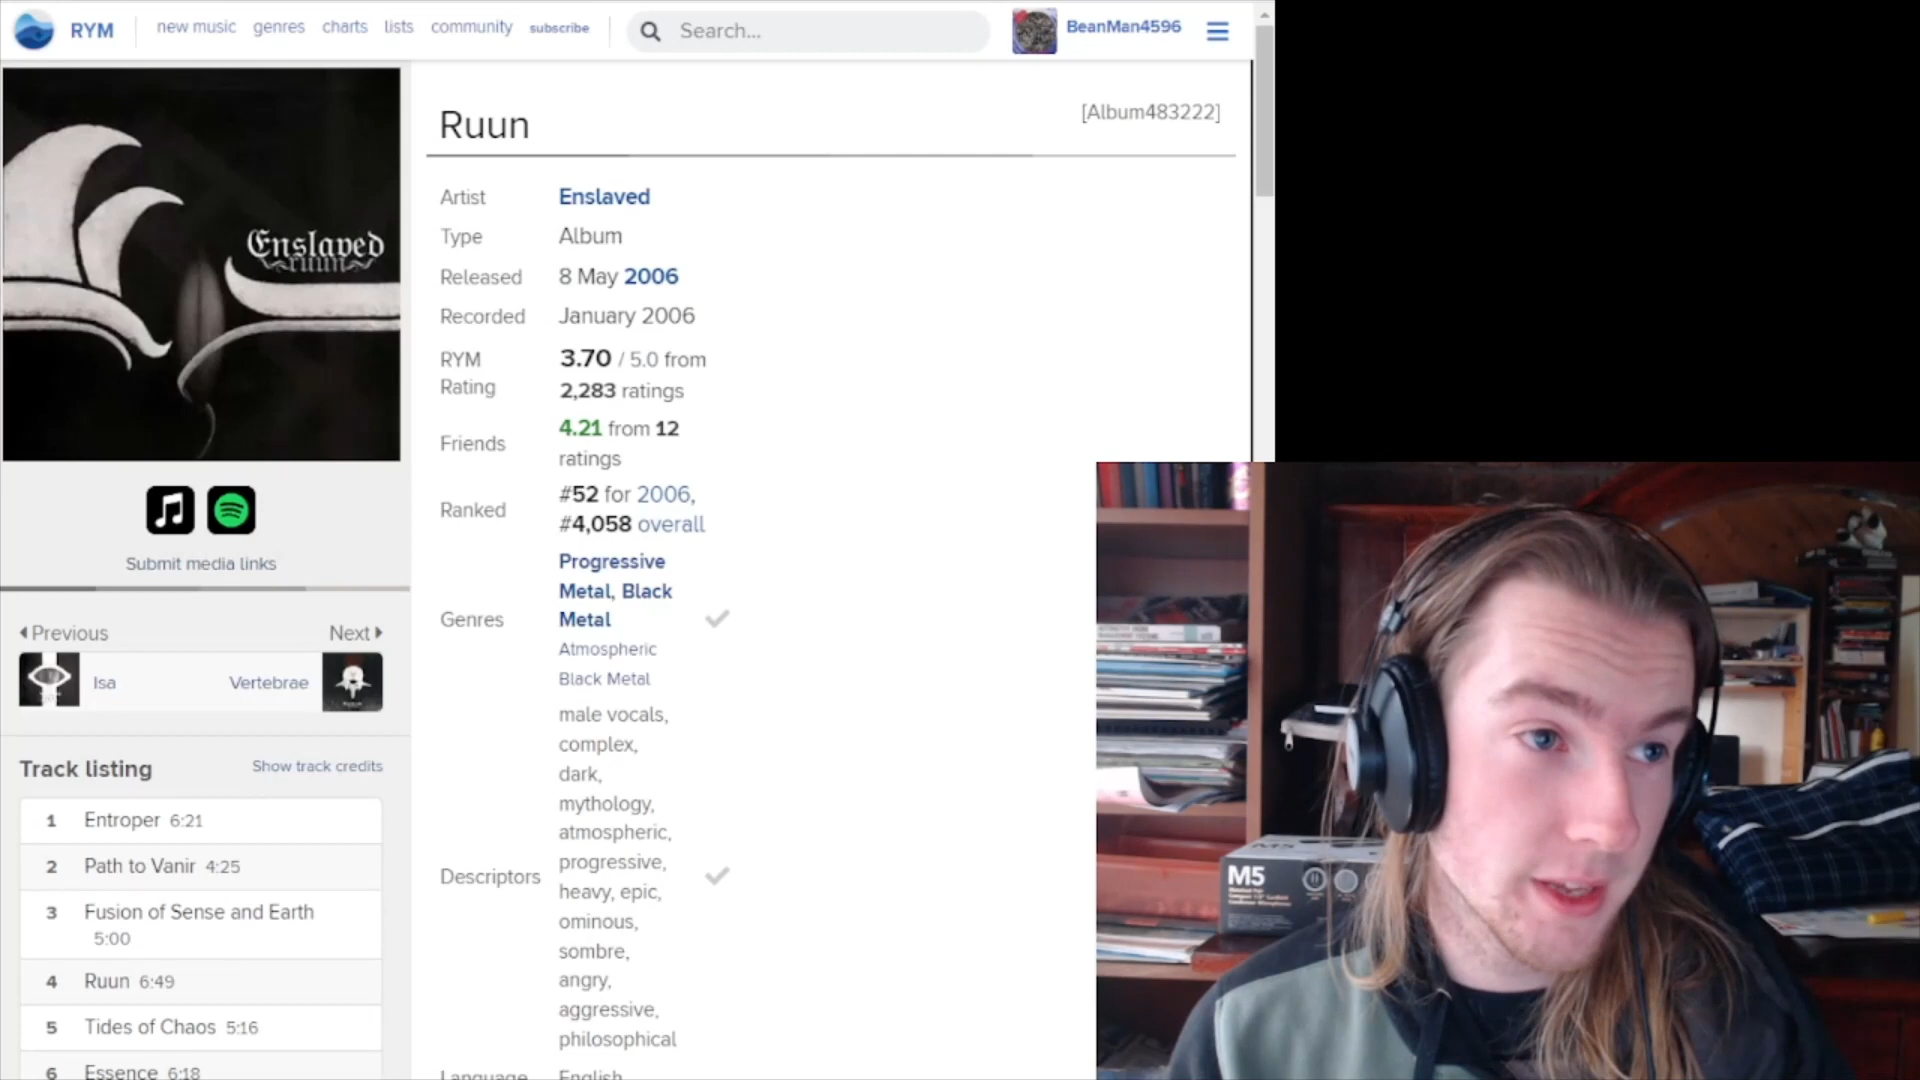 RYM
new music genres charts lists community subscribe
Search...
BeanMan4596
Enslaved
ruun
Ruun
[Album483222]
Artist Enslaved
Type Album
Released 8 May 2006
Recorded January 2006
RYM Rating 3.70 / 5.0 from
2,283 ratings
Friends 4.21 from 12
ratings
Ranked #52 for 2006,
#4,058 overall
Genres Progressive
Metal, Black
Metal
Atmospheric
Black Metal
Descriptors male vocals,
complex,
dark,
mythology,
atmospheric,
progressive,
heavy, epic,
ominous,
sombre,
angry,
aggressive,
philosophical
Language English
Submit media links
Previous Next
Isa Vertebrae
Track listing Show track credits
1 Entroper 6:21
2 Path to Vanir 4:25
3 Fusion of Sense and Earth
5:00
4 Ruun 6:49
5 Tides of Chaos 5:16
6 Essence 6:18
M5